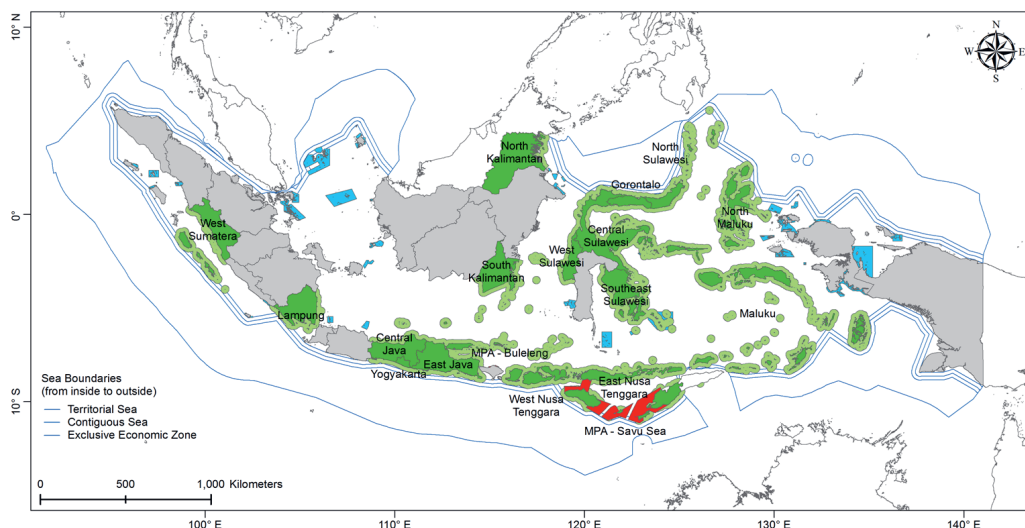 10° N
N
W
E
S
North
Kalimantan
North
Sulawesi
Gorontalo
0°
West
Sumatera
North
Maluku
Central
Sulawesi
West
Sulawesi
South
Kalimantan
Southeast
Sulawesi
Lampung
Maluku
Central
Java
MPA - Buleleng
East Java
Yogyakarta
East Nusa
Tenggara
West Nusa
Tenggara
MPA - Savu Sea
10° S
Sea Boundaries
(from inside to outside)
Territorial Sea
Contiguous Sea
Exclusive Economic Zone
0 500 1,000 Kilometers
100° E 110° E 120° E 130° E 140° E